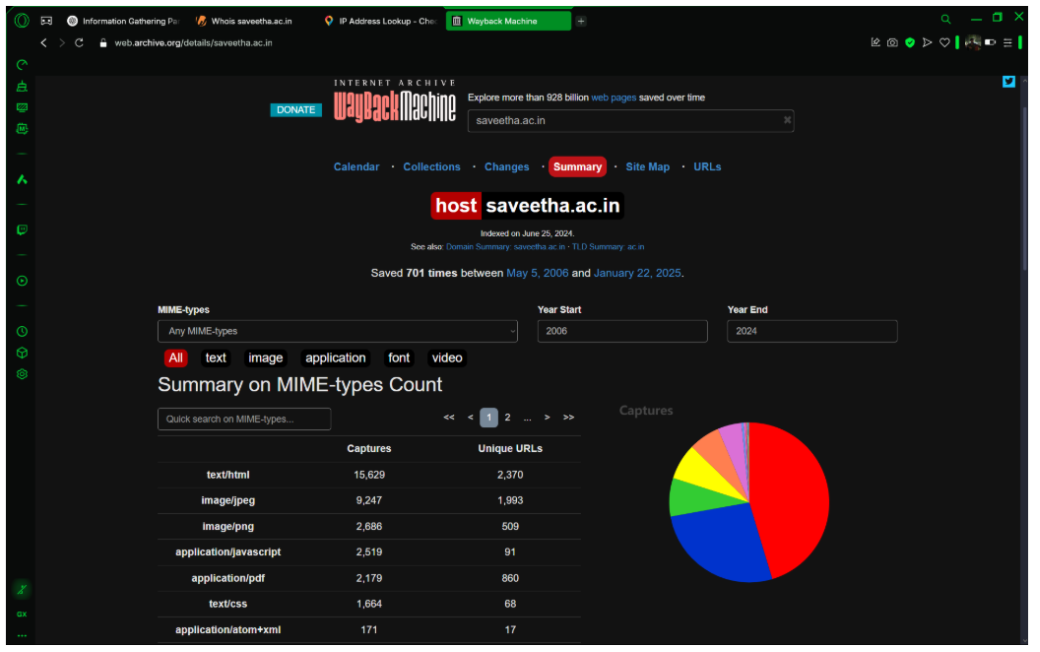 Information Gathering Pa
Whois saveetha.ac.in
IP Address Lookup - Chec
Wayback Machine
web.archive.org/details/saveetha.ac.in
INTERNET ARCHIVE
WayBackMachine
DONATE
Explore more than 928 billion web pages saved over time
saveetha.ac.in
Calendar · Collections · Changes · Summary · Site Map · URLs
host saveetha.ac.in
Indexed on June 25, 2024.
See also: Domain Summary: saveetha.ac.in · TLD Summary: ac.in
Saved 701 times between May 5, 2006 and January 22, 2025.
MIME-types Year Start Year End
Any MIME-types 2006 2024
All text image application font video
Summary on MIME-types Count
Quick search on MIME-types... << < 1 2 ... > >>
Captures
Captures Unique URLs
text/html 15,629 2,370
image/jpeg 9,247 1,993
image/png 2,686 509
application/javascript 2,519 91
application/pdf 2,179 860
text/css 1,664 68
application/atom+xml 171 17
GX